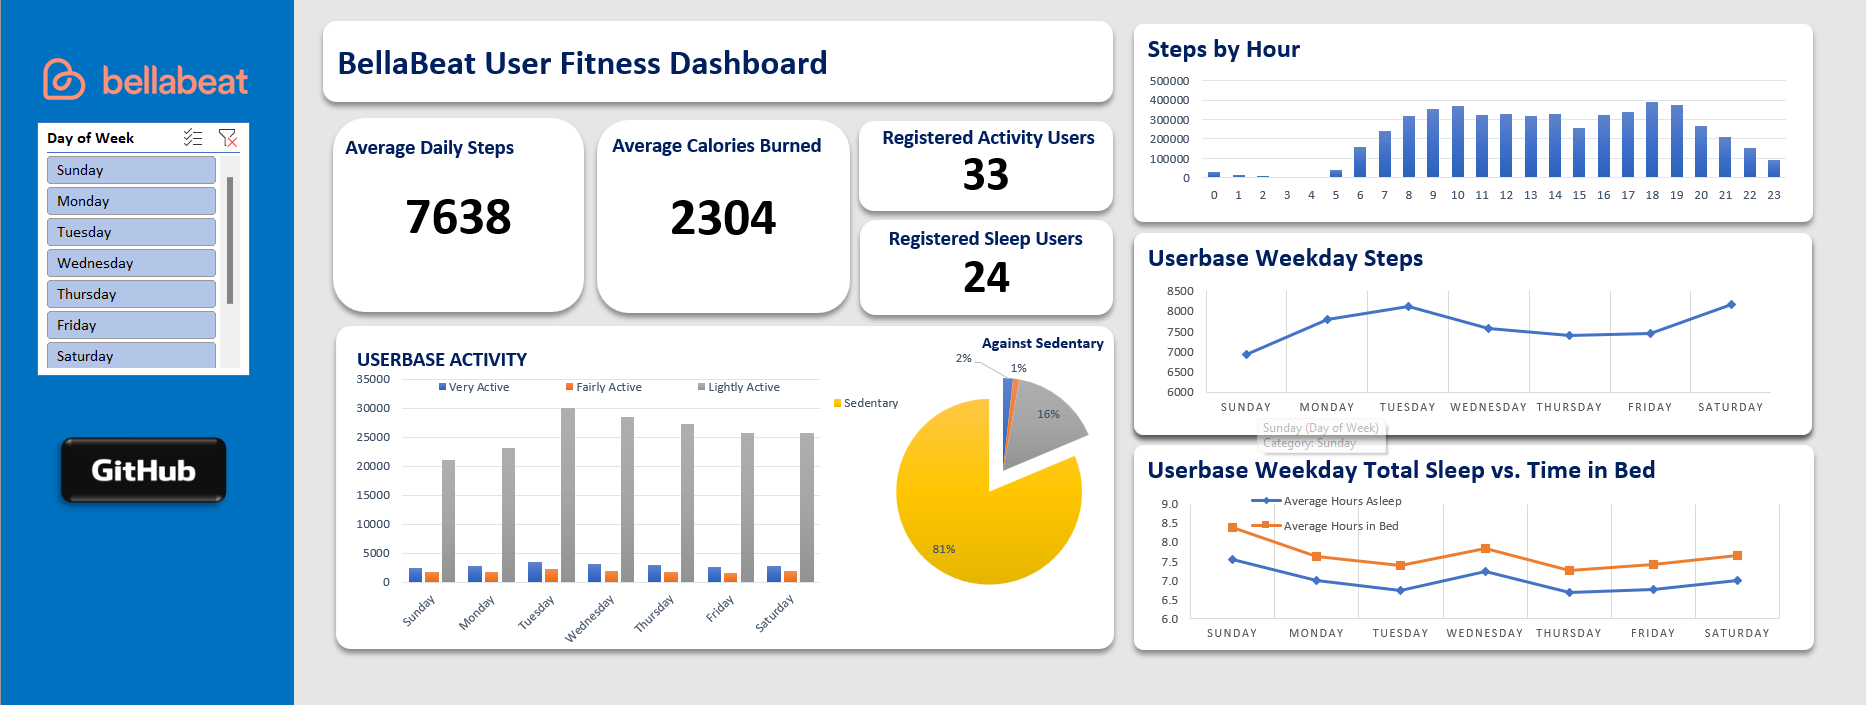 bellabeat
Day of Week
Sunday
Monday
Tuesday
Wednesday
Thursday
Friday
Saturday
GitHub
BellaBeat User Fitness Dashboard
Average Daily Steps
7638
Average Calories Burned
2304
Registered Activity Users
33
Registered Sleep Users
24
USERBASE ACTIVITY
Very Active Fairly Active Lightly Active
35000
30000
25000
20000
15000
10000
5000
0
Sunday Monday Tuesday Wednesday Thursday Friday Saturday
Against Sedentary
Sedentary
2%
1%
16%
81%
Steps by Hour
500000
400000
300000
200000
100000
0
0 1 2 3 4 5 6 7 8 9 10 11 12 13 14 15 16 17 18 19 20 21 22 23
Userbase Weekday Steps
8500
8000
7500
7000
6500
6000
SUNDAY MONDAY TUESDAY WEDNESDAY THURSDAY FRIDAY SATURDAY
Sunday (Day of Week)
Category: Sunday
Userbase Weekday Total Sleep vs. Time in Bed
Average Hours Asleep
Average Hours in Bed
9.0
8.5
8.0
7.5
7.0
6.5
6.0
SUNDAY MONDAY TUESDAY WEDNESDAY THURSDAY FRIDAY SATURDAY